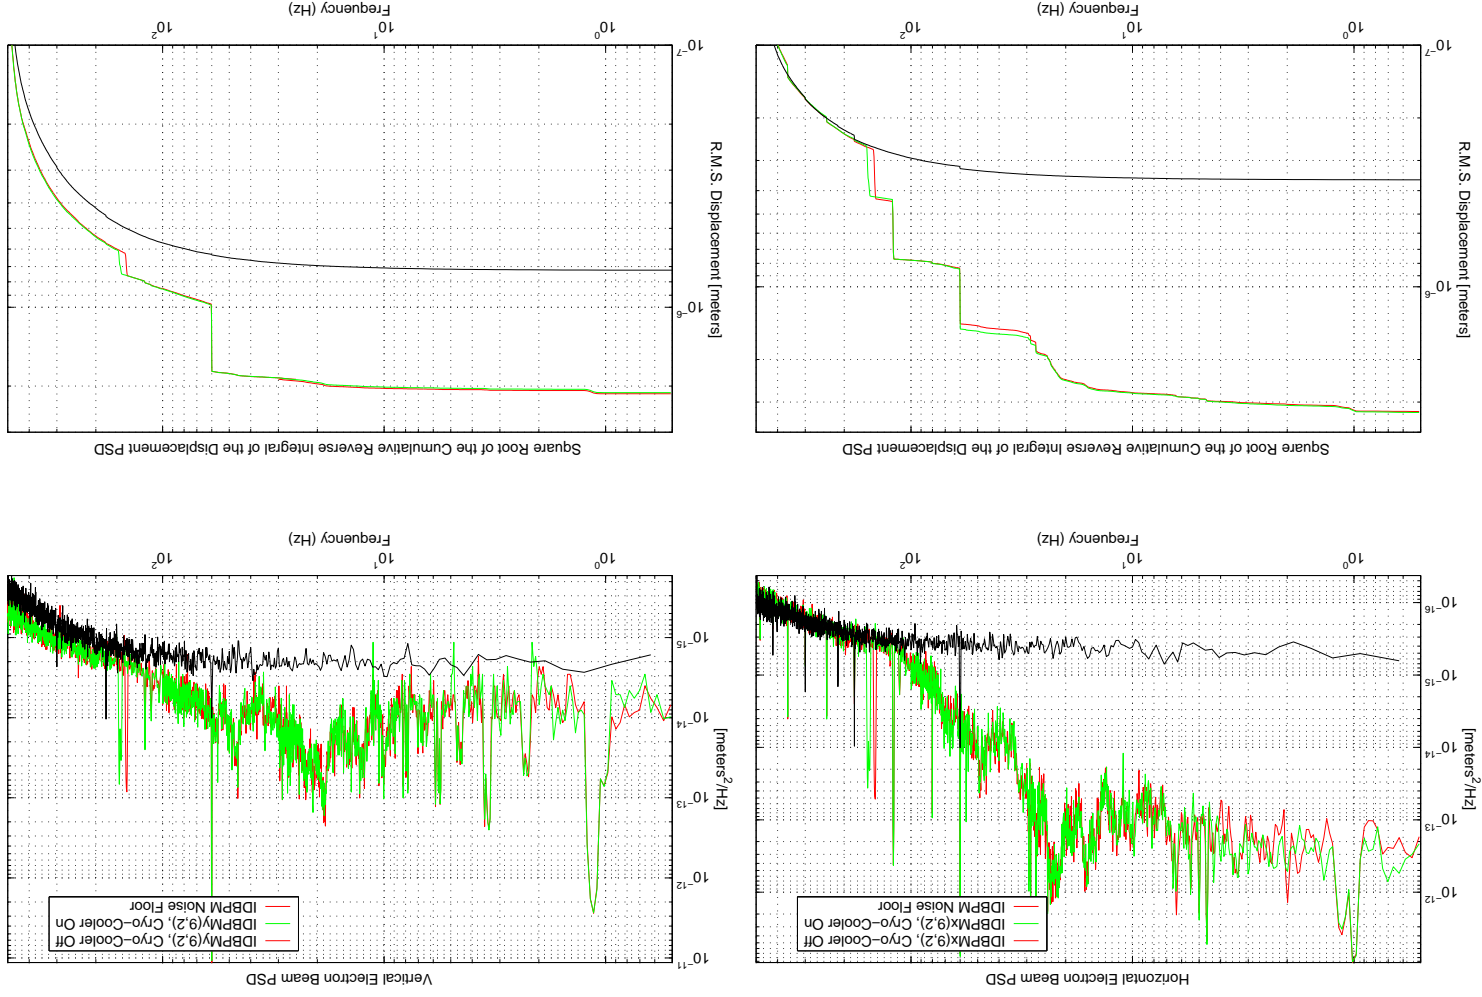 Horizontal Electron Beam PSD
[meters²/Hz]
10⁻¹²
10⁻¹³
10⁻¹⁴
10⁻¹⁵
10⁻¹⁶
IDBPMx(9,2), Cryo−Cooler Off
IDBPMx(9,2), Cryo−Cooler On
IDBPM Noise Floor
10⁰ 10¹ 10²
Frequency (Hz)
Vertical Electron Beam PSD
[meters²/Hz]
10⁻¹¹
10⁻¹²
10⁻¹³
10⁻¹⁴
10⁻¹⁵
IDBPMy(9,2), Cryo−Cooler Off
IDBPMy(9,2), Cryo−Cooler On
IDBPM Noise Floor
10⁰ 10¹ 10²
Frequency (Hz)
Square Root of the Cumulative Reverse Integral of the Displacement PSD
R.M.S. Displacement [meters]
10⁻⁶
10⁻⁷
10⁰ 10¹ 10²
Frequency (Hz)
Square Root of the Cumulative Reverse Integral of the Displacement PSD
R.M.S. Displacement [meters]
10⁻⁶
10⁻⁷
10⁰ 10¹ 10²
Frequency (Hz)